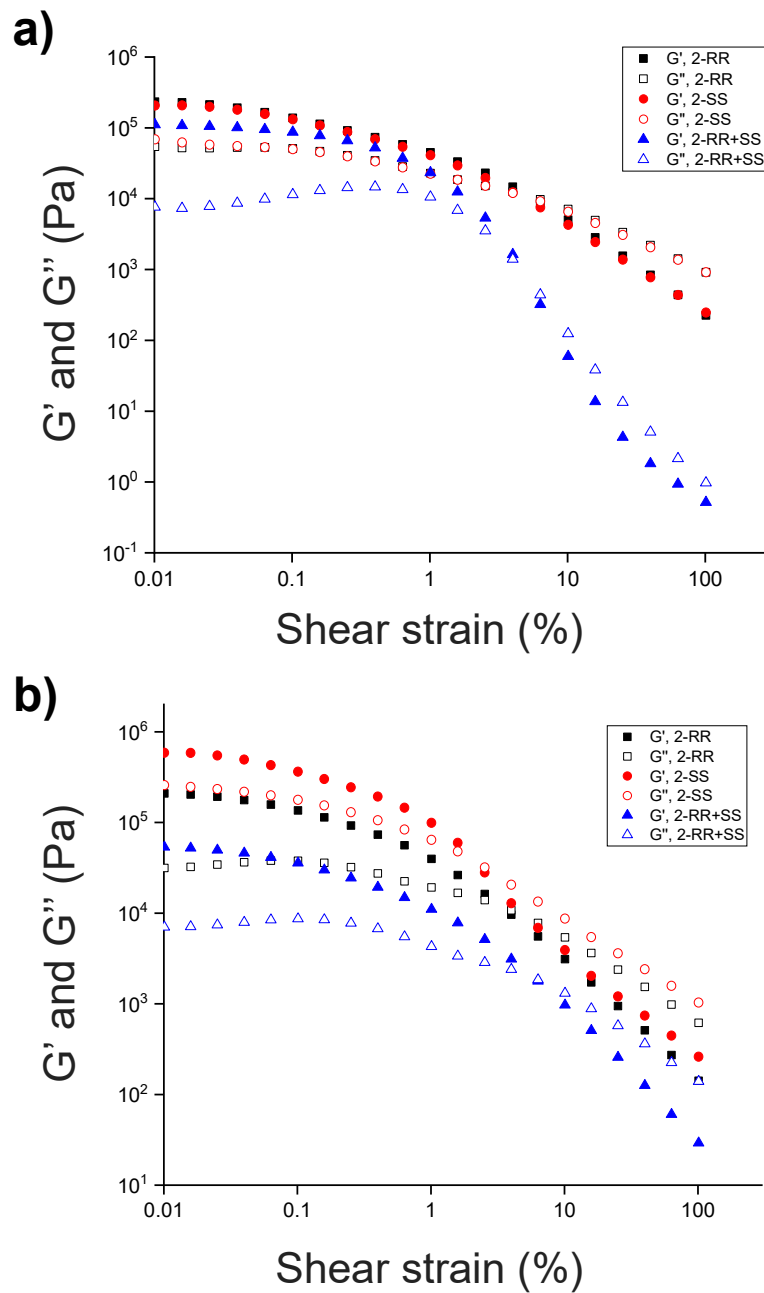 a)
G' and G'' (Pa)
10^6
10^5
10^4
10^3
10^2
10^1
10^0
10^-1
G', 2-RR
G'', 2-RR
G', 2-SS
G'', 2-SS
G', 2-RR+SS
G'', 2-RR+SS
0.01 0.1 1 10 100
Shear strain (%)
b)
G' and G'' (Pa)
10^6
10^5
10^4
10^3
10^2
10^1
G', 2-RR
G'', 2-RR
G', 2-SS
G'', 2-SS
G', 2-RR+SS
G'', 2-RR+SS
0.01 0.1 1 10 100
Shear strain (%)